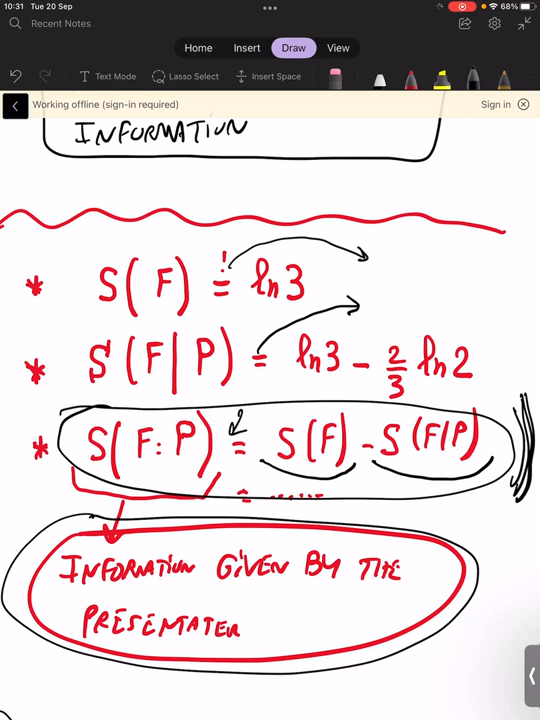 10:31 Tue 20 Sep
68%
Recent Notes
Home Insert Draw View
Text Mode Lasso Select Insert Space
Working offline (sign-in required) Sign in
INFORMATION
* S(F) = ln3
* S(F|P) = ln3 - 2/3 ln2
* S(F:P) = S(F) - S(F|P)
INFORMATION GIVEN BY THE
PRESENTATER